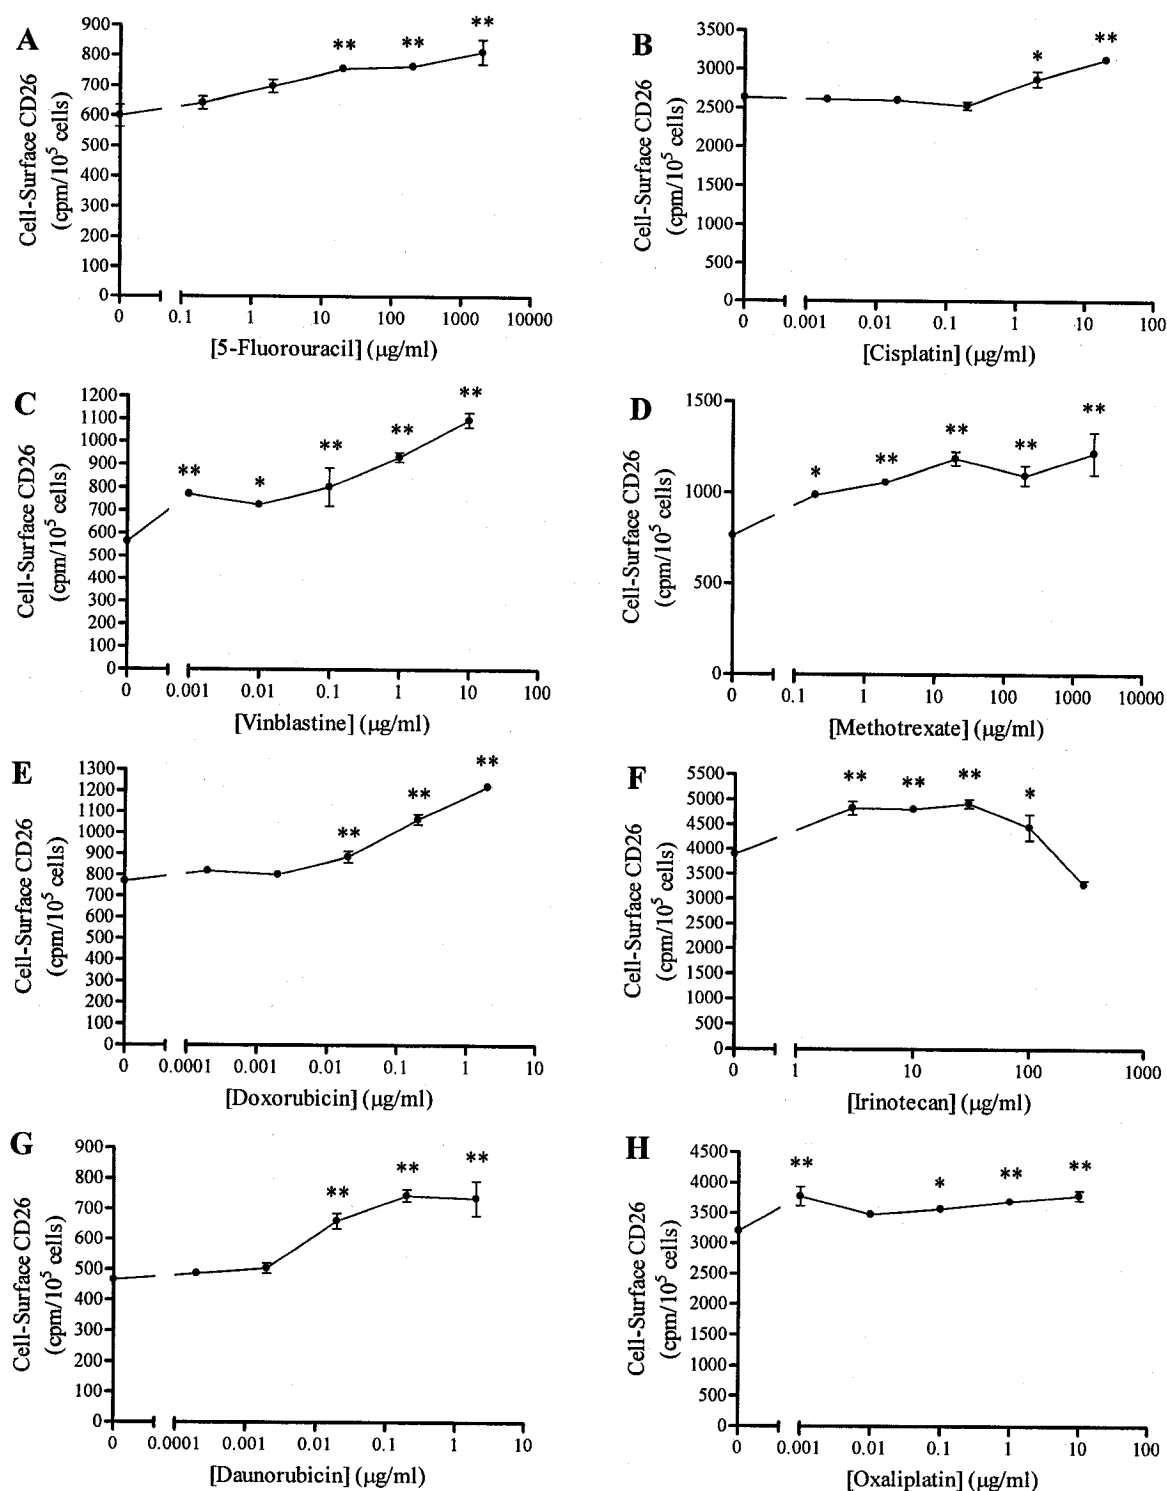 A
Cell-Surface CD26
(cpm/10⁵ cells)
900
800
700
600
500
400
300
200
100
0
** ** **
0 0.1 1 10 100 1000 10000
[5-Fluorouracil] (μg/ml)
B
Cell-Surface CD26
(cpm/10⁵ cells)
3500
3000
2500
2000
1500
1000
500
0
* **
0 0.001 0.01 0.1 1 10 100
[Cisplatin] (μg/ml)
C
Cell-Surface CD26
(cpm/10⁵ cells)
1200
1100
1000
900
800
700
600
500
400
300
200
100
0
** * ** ** **
0 0.001 0.01 0.1 1 10 100
[Vinblastine] (μg/ml)
D
Cell-Surface CD26
(cpm/10⁵ cells)
1500
1000
500
0
* ** ** ** **
0 0.1 1 10 100 1000 10000
[Methotrexate] (μg/ml)
E
Cell-Surface CD26
(cpm/10⁵ cells)
1300
1200
1100
1000
900
800
700
600
500
400
300
200
100
0
** ** **
0 0.0001 0.001 0.01 0.1 1 10
[Doxorubicin] (μg/ml)
F
Cell-Surface CD26
(cpm/10⁵ cells)
5500
5000
4500
4000
3500
3000
2500
2000
1500
1000
500
0
** ** ** *
0 1 10 100 1000
[Irinotecan] (μg/ml)
G
Cell-Surface CD26
(cpm/10⁵ cells)
900
800
700
600
500
400
300
200
100
0
** ** **
0 0.0001 0.001 0.01 0.1 1 10
[Daunorubicin] (μg/ml)
H
Cell-Surface CD26
(cpm/10⁵ cells)
4500
4000
3500
3000
2500
2000
1500
1000
500
0
** * ** **
0 0.001 0.01 0.1 1 10 100
[Oxaliplatin] (μg/ml)